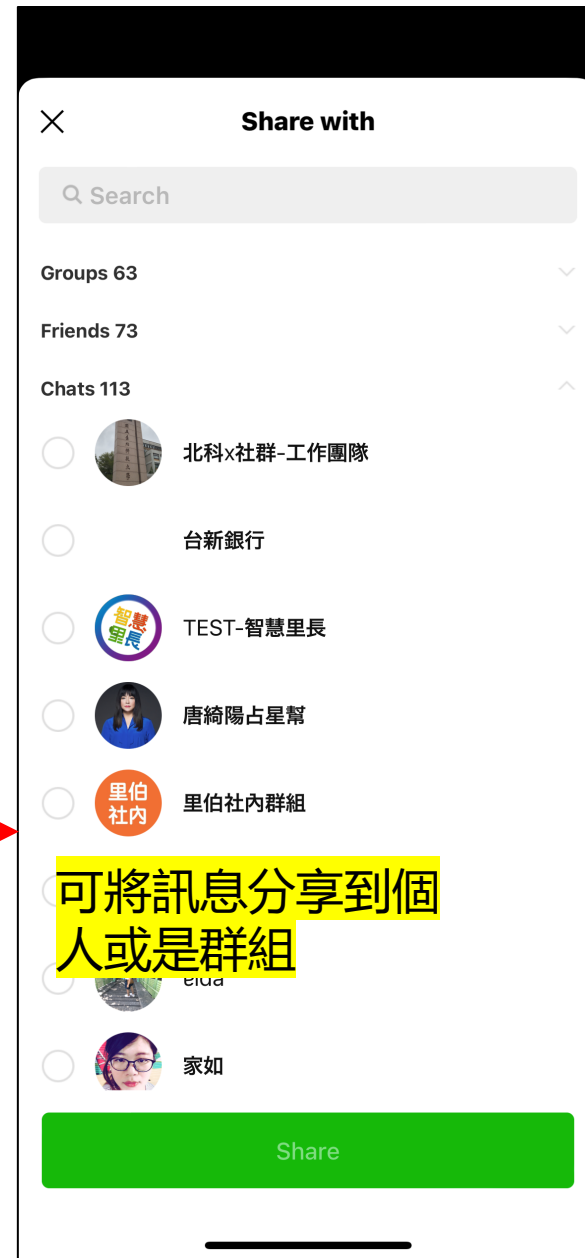 Share with
Search
Groups 63
Friends 73
Chats 113
北科x社群-工作團隊
台新銀行
智慧
里長
TEST-智慧里長
唐綺陽占星幫
里伯
社內
里伯社內群組
可將訊息分享到個
人或是群組
eida
家如
Share